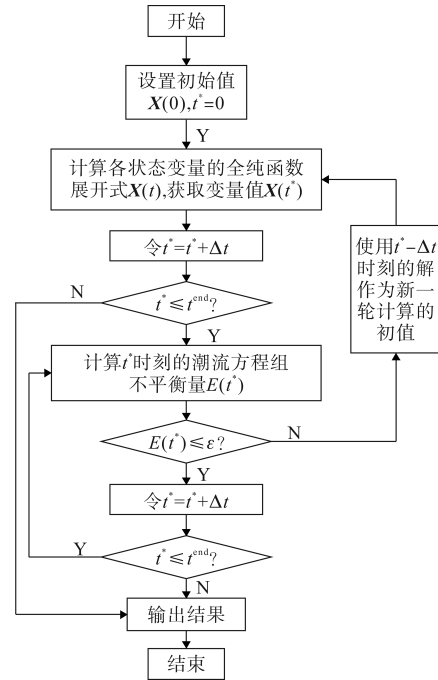 开始
设置初始值
X(0),t*=0
Y
计算各状态变量的全纯函数
展开式X(t),获取变量值X(t*)
令t*=t*+Δt
使用t*−Δt
时刻的解
作为新一
轮计算的
初值
N
t*≤t^end?
Y
计算t*时刻的潮流方程组
不平衡量E(t*)
E(t*)≤ε?
N
Y
令t*=t*+Δt
Y
t*≤t^end?
N
输出结果
结束